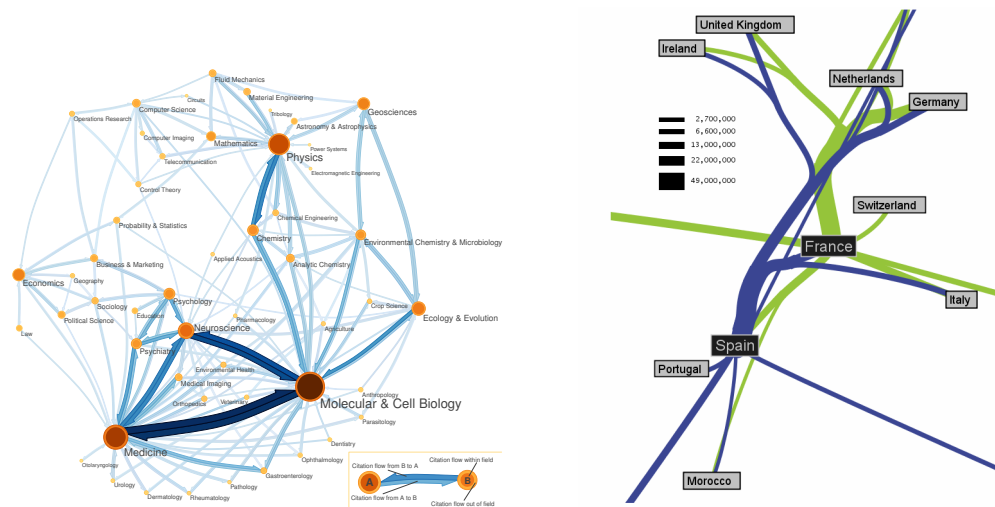 Fluid Mechanics
Circuits
Material Engineering
Computer Science
Geosciences
Operations Research
Tribology
Astronomy & Astrophysics
Computer Imaging
Mathematics
Power Systems
Telecommunication
Physics
Electromagnetic Engineering
Control Theory
Chemical Engineering
Probability & Statistics
Chemistry
Environmental Chemistry & Microbiology
Applied Acoustics
Analytic Chemistry
Business & Marketing
Economics
Geography
Psychology
Sociology
Crop Science
Education
Pharmacology
Political Science
Ecology & Evolution
Law
Neuroscience
Agriculture
Psychiatry
Environmental Health
Medical Imaging
Orthopedics
Veterinary
Anthropology
Molecular & Cell Biology
Parasitology
Medicine
Dentistry
Otolaryngology
Ophthalmology
Gastroenterology
Urology
Pathology
Dermatology
Rheumatology
Citation flow from B to A
Citation flow within field
A
B
Citation flow from A to B
Citation flow out of field
United Kingdom
Ireland
Netherlands
Germany
2,700,000
6,600,000
13,000,000
22,000,000
49,000,000
Switzerland
France
Italy
Spain
Portugal
Morocco